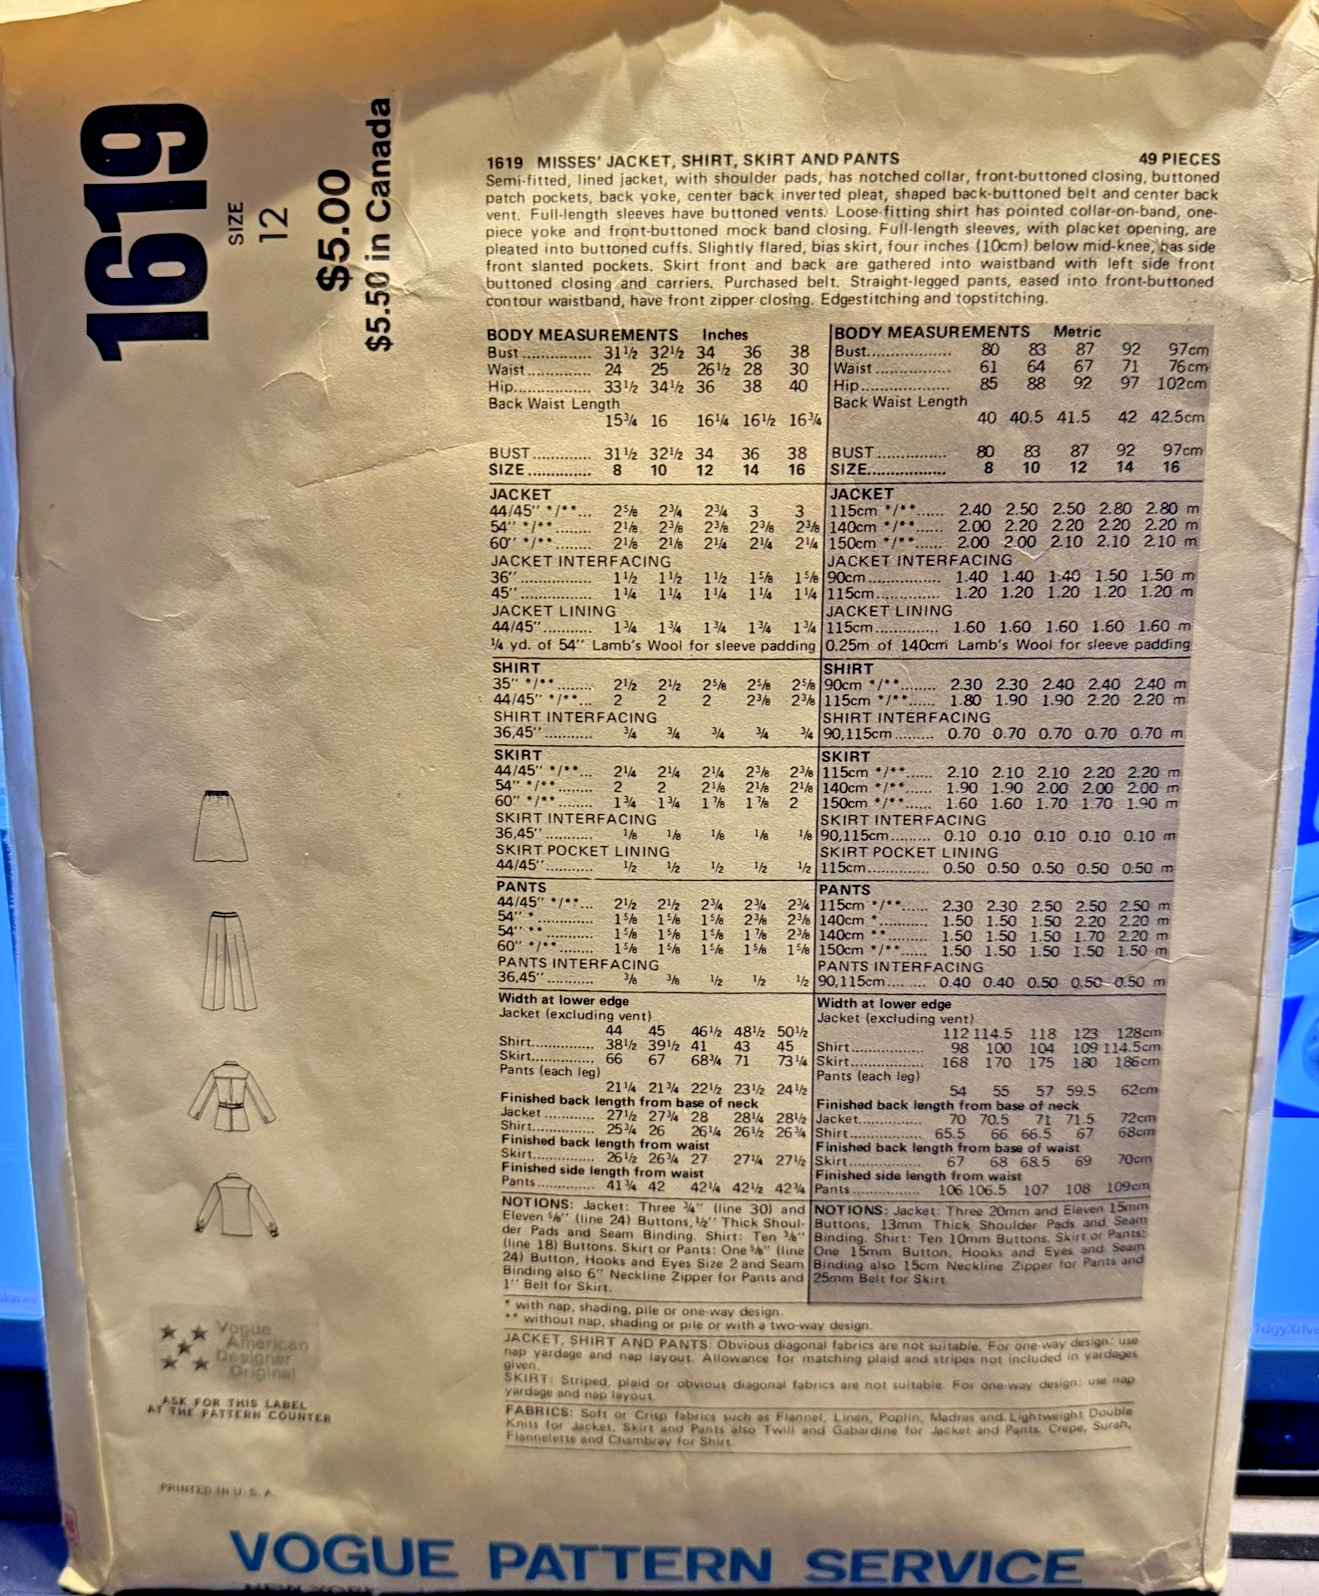 1619
SIZE
12
$5.00
$5.50 in Canada
1619 MISSES' JACKET, SHIRT, SKIRT AND PANTS 49 PIECES
Semi-fitted, lined jacket, with shoulder pads, has notched collar, front-buttoned closing, buttoned
patch pockets, back yoke, center back inverted pleat, shaped back-buttoned belt and center back
vent. Full-length sleeves have buttoned vents. Loose-fitting shirt has pointed collar-on-band, one-
piece yoke and front-buttoned mock band closing. Full-length sleeves, with placket opening, are
pleated into buttoned cuffs. Slightly flared, bias skirt, four inches (10cm) below mid-knee, has side
front slanted pockets. Skirt front and back are gathered into waistband with left side front
buttoned closing and carriers. Purchased belt. Straight-legged pants, eased into front-buttoned
contour waistband, have front zipper closing. Edgestitching and topstitching.
BODY MEASUREMENTS Inches
Bust 31½ 32½ 34 36 38
Waist 24 25 26½ 28 30
Hip 33½ 34½ 36 38 40
Back Waist Length
15¾ 16 16¼ 16½ 16¾
BUST 31½ 32½ 34 36 38
SIZE 8 10 12 14 16
JACKET
44/45'' */** 2⅝ 2¾ 2¾ 3 3
54'' */** 2⅛ 2⅜ 2⅜ 2⅜ 2⅜
60'' */** 2⅛ 2⅛ 2¼ 2¼ 2¼
JACKET INTERFACING
36'' 1½ 1½ 1½ 1⅝ 1⅝
45'' 1¼ 1¼ 1¼ 1¼ 1¼
JACKET LINING
44/45'' 1¾ 1¾ 1¾ 1¾ 1¾
¼ yd. of 54'' Lamb's Wool for sleeve padding
SHIRT
35'' */** 2½ 2½ 2⅝ 2⅝ 2⅝
44/45'' */** 2 2 2 2⅜ 2⅜
SHIRT INTERFACING
36,45'' ¾ ¾ ¾ ¾ ¾
SKIRT
44/45'' */** 2¼ 2¼ 2¼ 2⅜ 2⅜
54'' */** 2 2 2⅛ 2⅛ 2⅛
60'' */** 1¾ 1¾ 1⅞ 1⅞ 2
SKIRT INTERFACING
36,45'' ⅛ ⅛ ⅛ ⅛ ⅛
SKIRT POCKET LINING
44/45'' ½ ½ ½ ½ ½
PANTS
44/45'' */** 2½ 2½ 2¾ 2¾ 2¾
54'' * 1⅝ 1⅝ 1⅝ 2⅜ 2⅜
54'' ** 1⅝ 1⅝ 1⅝ 1⅞ 2⅜
60'' */** 1⅝ 1⅝ 1⅝ 1⅝ 1⅝
PANTS INTERFACING
36,45'' ⅜ ⅜ ½ ½ ½
Width at lower edge
Jacket (excluding vent)
44 45 46½ 48½ 50½
Shirt 38½ 39½ 41 43 45
Skirt 66 67 68¾ 71 73¼
Pants (each leg)
21¼ 21¾ 22½ 23½ 24½
Finished back length from base of neck
Jacket 27½ 27¾ 28 28¼ 28½
Shirt 25¾ 26 26¼ 26½ 26¾
Finished back length from waist
Skirt 26½ 26¾ 27 27¼ 27½
Finished side length from waist
Pants 41¾ 42 42¼ 42½ 42¾
NOTIONS: Jacket: Three ¾'' (line 30) and
Eleven ⅝'' (line 24) Buttons, ½'' Thick Shoul-
der Pads and Seam Binding. Shirt: Ten ⅜''
(line 18) Buttons. Skirt or Pants: One ⅝'' (line
24) Button, Hooks and Eyes Size 2 and Seam
Binding also 6'' Neckline Zipper for Pants and
1'' Belt for Skirt.
BODY MEASUREMENTS Metric
Bust 80 83 87 92 97cm
Waist 61 64 67 71 76cm
Hip 85 88 92 97 102cm
Back Waist Length
40 40.5 41.5 42 42.5cm
BUST 80 83 87 92 97cm
SIZE 8 10 12 14 16
JACKET
115cm */** 2.40 2.50 2.50 2.80 2.80 m
140cm */** 2.00 2.20 2.20 2.20 2.20 m
150cm */** 2.00 2.00 2.10 2.10 2.10 m
JACKET INTERFACING
90cm 1.40 1.40 1.40 1.50 1.50 m
115cm 1.20 1.20 1.20 1.20 1.20 m
JACKET LINING
115cm 1.60 1.60 1.60 1.60 1.60 m
0.25m of 140cm Lamb's Wool for sleeve padding
SHIRT
90cm */** 2.30 2.30 2.40 2.40 2.40 m
115cm */** 1.80 1.90 1.90 2.20 2.20 m
SHIRT INTERFACING
90,115cm 0.70 0.70 0.70 0.70 0.70 m
SKIRT
115cm */** 2.10 2.10 2.10 2.20 2.20 m
140cm */** 1.90 1.90 2.00 2.00 2.00 m
150cm */** 1.60 1.60 1.70 1.70 1.90 m
SKIRT INTERFACING
90,115cm 0.10 0.10 0.10 0.10 0.10 m
SKIRT POCKET LINING
115cm 0.50 0.50 0.50 0.50 0.50 m
PANTS
115cm */** 2.30 2.30 2.50 2.50 2.50 m
140cm * 1.50 1.50 1.50 2.20 2.20 m
140cm ** 1.50 1.50 1.50 1.70 2.20 m
150cm */** 1.50 1.50 1.50 1.50 1.50 m
PANTS INTERFACING
90,115cm 0.40 0.40 0.50 0.50 0.50 m
Width at lower edge
Jacket (excluding vent)
112 114.5 118 123 128cm
Shirt 98 100 104 109 114.5cm
Skirt 168 170 175 180 186cm
Pants (each leg)
54 55 57 59.5 62cm
Finished back length from base of neck
Jacket 70 70.5 71 71.5 72cm
Shirt 65.5 66 66.5 67 68cm
Finished back length from base of waist
Skirt 67 68 68.5 69 70cm
Finished side length from waist
Pants 106 106.5 107 108 109cm
NOTIONS: Jacket: Three 20mm and Eleven 15mm
Buttons, 13mm Thick Shoulder Pads and Seam
Binding. Shirt: Ten 10mm Buttons. Skirt or Pants:
One 15mm Button, Hooks and Eyes and Seam
Binding also 15cm Neckline Zipper for Pants and
25mm Belt for Skirt.
* with nap, shading, pile or one-way design.
** without nap, shading or pile or with a two-way design.
JACKET, SHIRT AND PANTS: Obvious diagonal fabrics are not suitable. For one-way design: use
nap yardage and nap layout. Allowance for matching plaid and stripes not included in yardages
given.
SKIRT: Striped, plaid or obvious diagonal fabrics are not suitable. For one-way design: use nap
yardage and nap layout.
FABRICS: Soft or Crisp fabrics such as Flannel, Linen, Poplin, Madras and Lightweight Double
Knits for Jacket, Skirt and Pants also Twill and Gabardine for Jacket and Pants. Crepe, Surah,
Flannelette and Chambray for Shirt.
Vogue
American
Designer
Original
ASK FOR THIS LABEL
AT THE PATTERN COUNTER
PRINTED IN U.S.A.
VOGUE PATTERN SERVICE